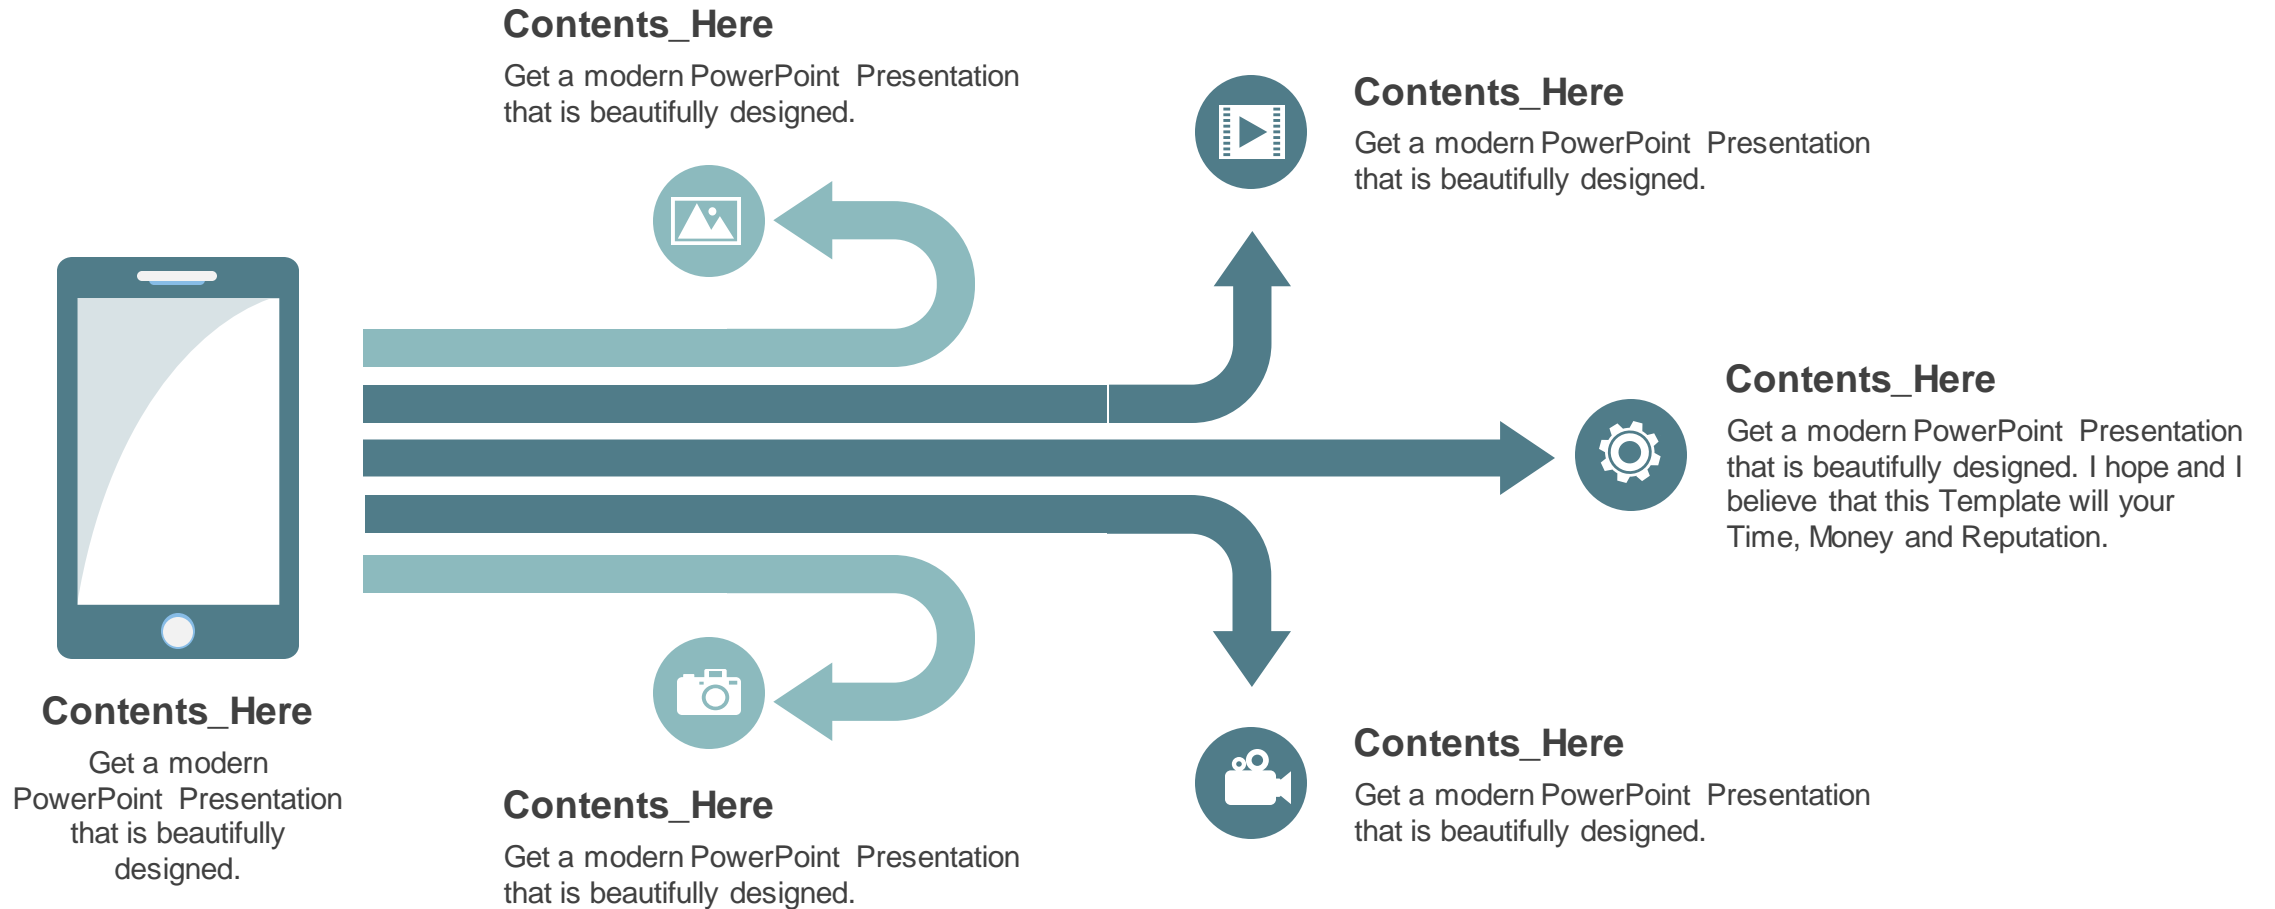 Contents_Here
Get a modern PowerPoint Presentation
that is beautifully designed.
Contents_Here
Get a modern PowerPoint Presentation
that is beautifully designed.
Contents_Here
Get a modern PowerPoint Presentation
that is beautifully designed. I hope and I
believe that this Template will your
Time, Money and Reputation.
Contents_Here
Get a modern
PowerPoint Presentation
that is beautifully
designed.
Contents_Here
Get a modern PowerPoint Presentation
that is beautifully designed.
Contents_Here
Get a modern PowerPoint Presentation
that is beautifully designed.